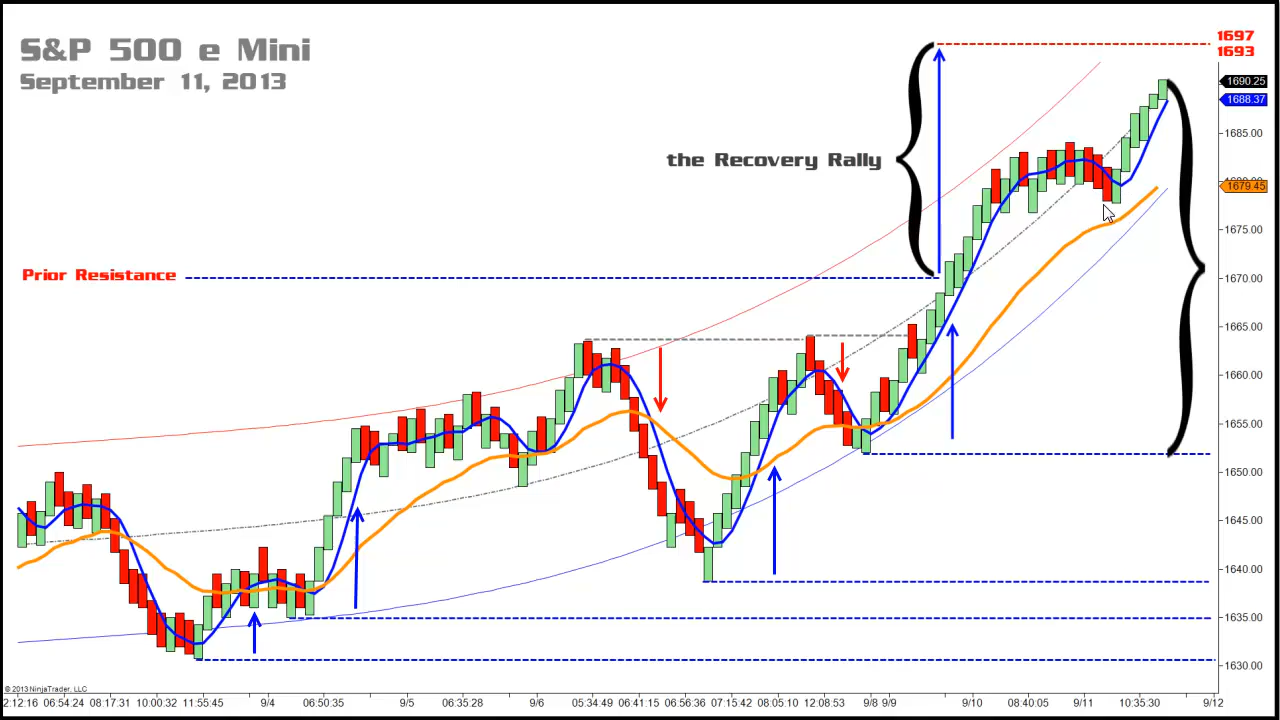 S&P 500 e Mini
September 11, 2013
1697
1693
1690.25
1688.37
the Recovery Rally
1685.00
1679.45
1675.00
Prior Resistance
1670.00
1665.00
1660.00
1655.00
1650.00
1645.00
1640.00
1635.00
1630.00
© 2013 NinjaTrader, LLC
2:12:16 06:54:24 08:17:31 10:00:32 11:55:45 9/4 06:50:35 9/5 06:35:28 9/6 05:34:49 06:41:15 06:56:36 07:15:42 08:05:10 12:08:53 9/8 9/9 9/10 08:40:05 9/11 10:35:30 9/12